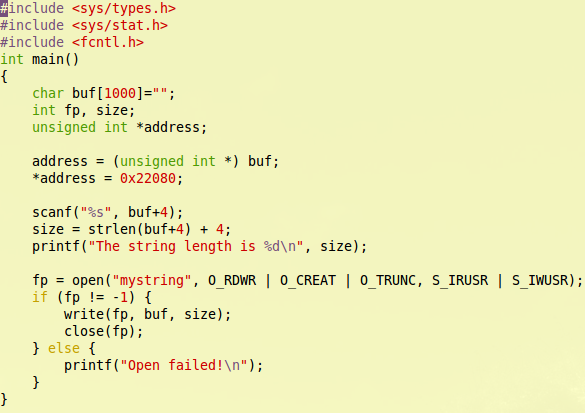 #include <sys/types.h>
#include <sys/stat.h>
#include <fcntl.h>
int main()
{
    char buf[1000]="";
    int fp, size;
    unsigned int *address;

    address = (unsigned int *) buf;
    *address = 0x22080;

    scanf("%s", buf+4);
    size = strlen(buf+4) + 4;
    printf("The string length is %d\n", size);

    fp = open("mystring", O_RDWR | O_CREAT | O_TRUNC, S_IRUSR | S_IWUSR);
    if (fp != -1) {
        write(fp, buf, size);
        close(fp);
    } else {
        printf("Open failed!\n");
    }
}